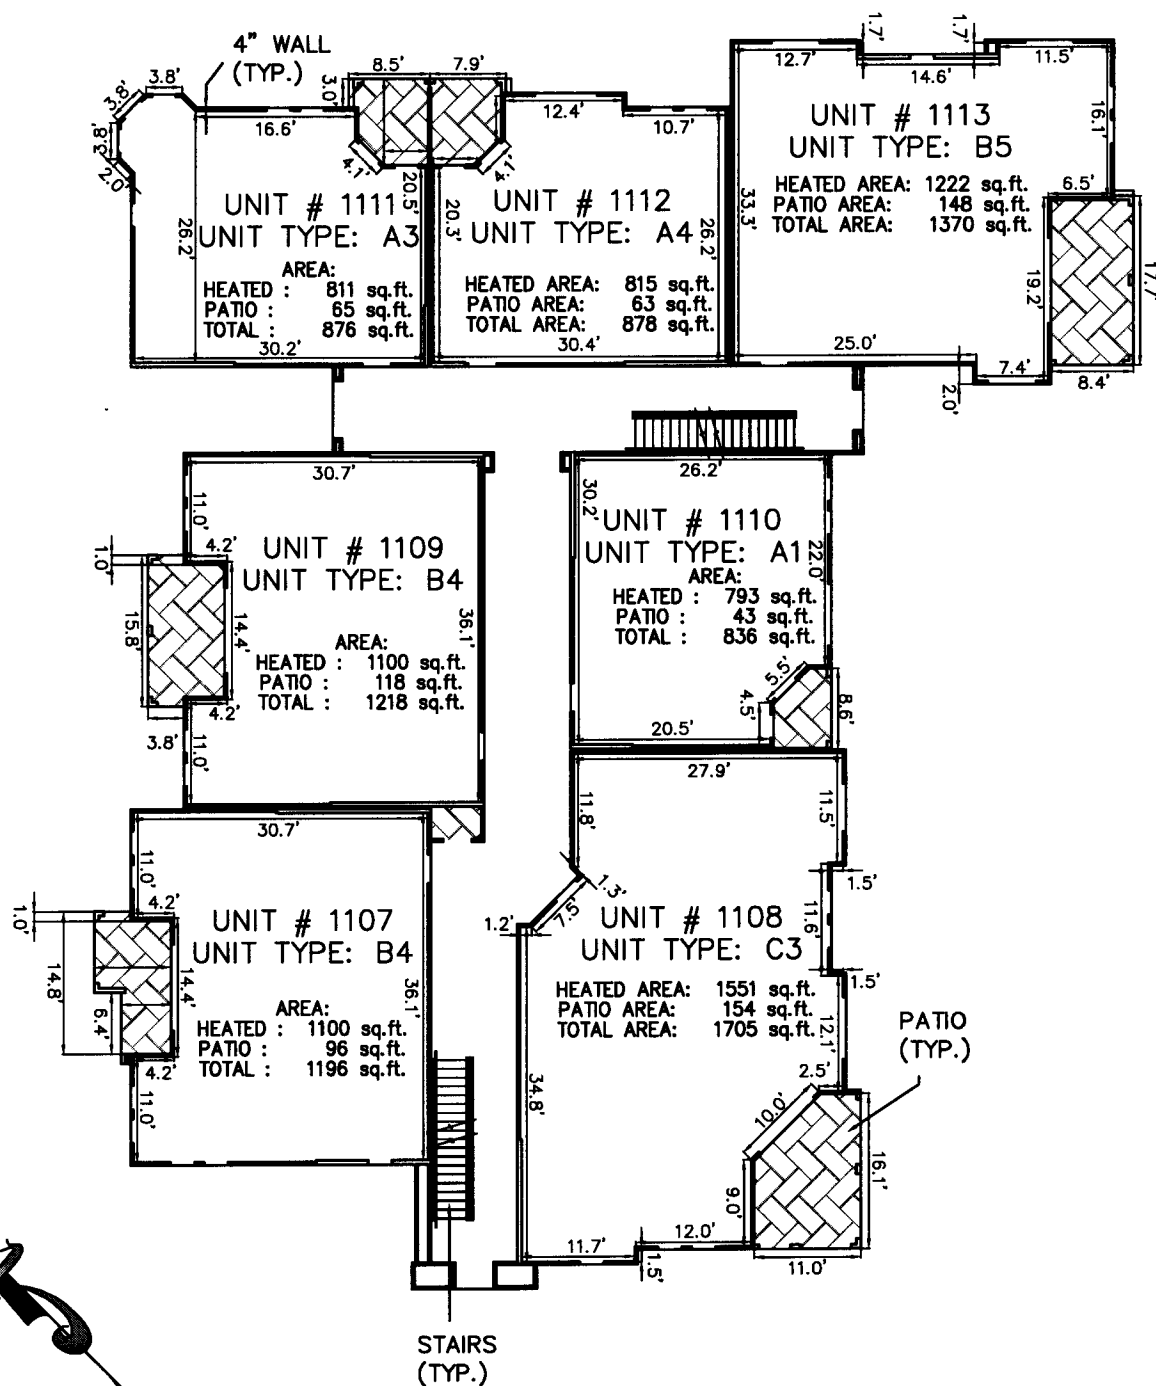 4" WALL
(TYP.)
8.5'
7.9'
3.0'
3.8'
3.8'
3.8'
2.0'
16.6'
4.1'
4.1'
12.4'
10.7'
26.2'
20.5'
20.3'
26.2'
UNIT # 1111
UNIT TYPE: A3
AREA:
HEATED : 811 sq.ft.
PATIO : 65 sq.ft.
TOTAL : 876 sq.ft.
30.2'
UNIT # 1112
UNIT TYPE: A4
HEATED AREA: 815 sq.ft.
PATIO AREA: 63 sq.ft.
TOTAL AREA: 878 sq.ft.
30.4'
1.7'
1.7'
12.7'
14.6'
11.5'
16.1'
UNIT # 1113
UNIT TYPE: B5
HEATED AREA: 1222 sq.ft.
PATIO AREA: 148 sq.ft.
TOTAL AREA: 1370 sq.ft.
33.3'
6.5'
19.2'
17.7'
25.0'
7.4'
8.4'
2.0'
30.7'
11.0'
4.2'
1.0'
15.8'
14.4'
4.2'
3.8'
11.0'
36.1'
UNIT # 1109
UNIT TYPE: B4
AREA:
HEATED : 1100 sq.ft.
PATIO : 118 sq.ft.
TOTAL : 1218 sq.ft.
26.2'
30.2'
22.0'
UNIT # 1110
UNIT TYPE: A1
AREA:
HEATED : 793 sq.ft.
PATIO : 43 sq.ft.
TOTAL : 836 sq.ft.
5.5'
4.5'
8.6'
20.5'
30.7'
11.0'
4.2'
1.0'
14.8'
14.4'
6.4'
4.2'
11.0'
36.1'
UNIT # 1107
UNIT TYPE: B4
AREA:
HEATED : 1100 sq.ft.
PATIO : 96 sq.ft.
TOTAL : 1196 sq.ft.
27.9'
11.8'
11.5'
1.3'
7.5'
1.2'
1.5'
11.6'
1.5'
UNIT # 1108
UNIT TYPE: C3
HEATED AREA: 1551 sq.ft.
PATIO AREA: 154 sq.ft.
TOTAL AREA: 1705 sq.ft.
12.1'
2.5'
34.8'
10.0'
9.0'
16.1'
12.0'
11.7'
1.5'
11.0'
PATIO
(TYP.)
STAIRS
(TYP.)